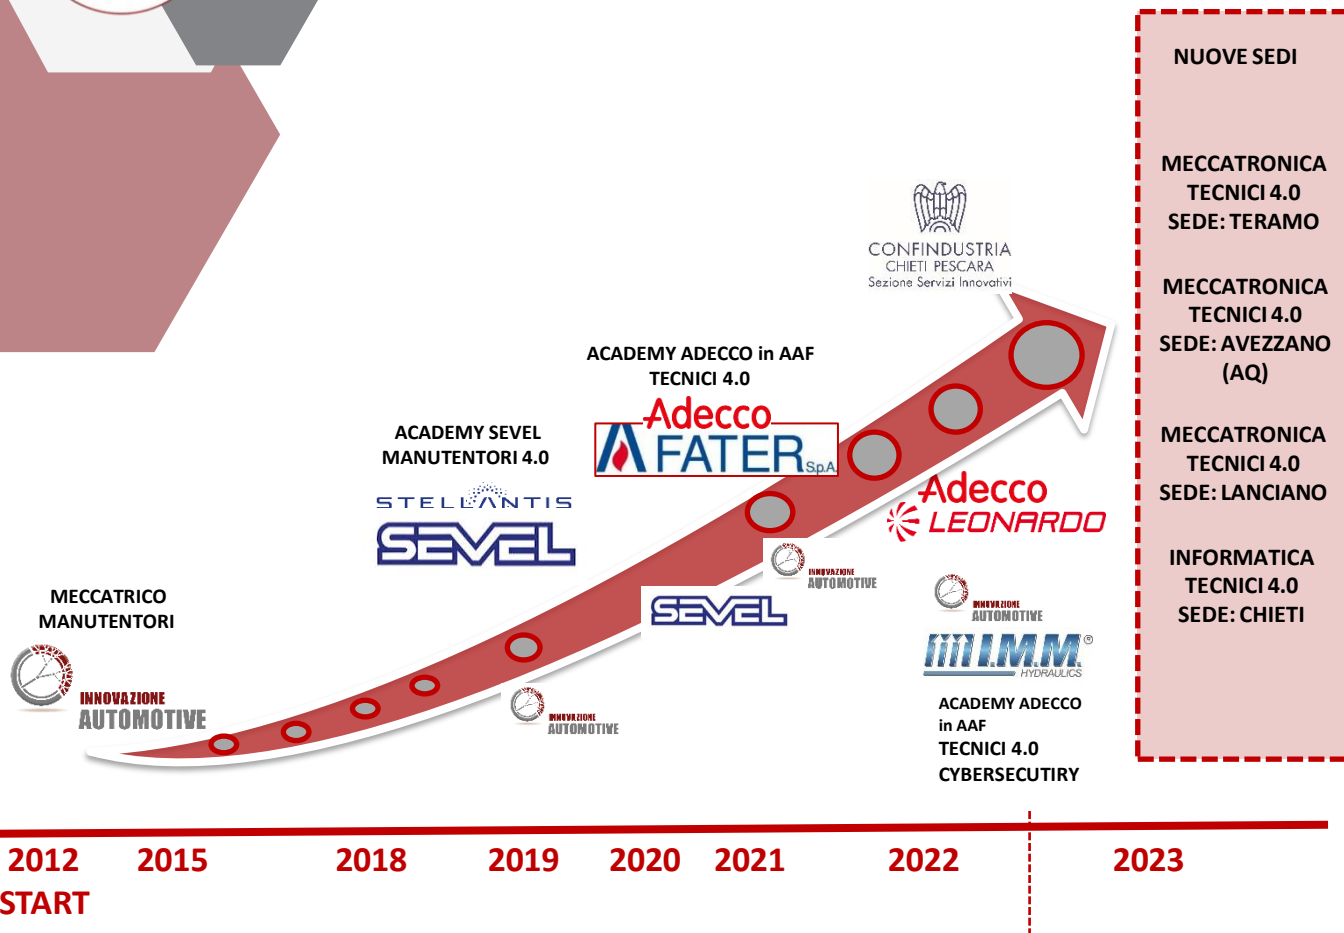 NUOVE SEDI
MECCATRONICA
TECNICI 4.0
SEDE: TERAMO
MECCATRONICA
TECNICI 4.0
SEDE: AVEZZANO
(AQ)
MECCATRONICA
TECNICI 4.0
SEDE: LANCIANO
INFORMATICA
TECNICI 4.0
SEDE: CHIETI
CONFINDUSTRIA
CHIETI PESCARA
Sezione Servizi Innovativi
ACADEMY ADECCO in AAF
TECNICI 4.0
Adecco
FATER S.p.A.
ACADEMY SEVEL
MANUTENTORI 4.0
STELLANTIS
SEVEL
Adecco
LEONARDO
INNOVAZIONE
AUTOMOTIVE
SEVEL
MECCATRICO
MANUTENTORI
INNOVAZIONE
AUTOMOTIVE
INNOVAZIONE
AUTOMOTIVE
INNOVAZIONE
AUTOMOTIVE
I.M.M.®
HYDRAULICS
ACADEMY ADECCO
in AAF
TECNICI 4.0
CYBERSECUTIRY
2012 2015 2018 2019 2020 2021 2022 2023
START